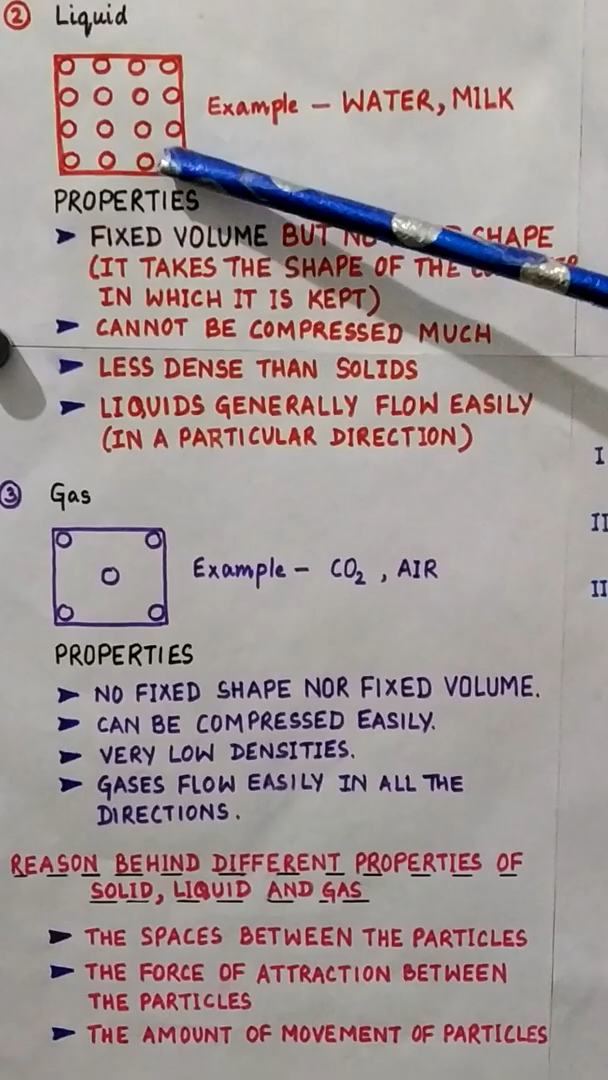 ② Liquid
Example – WATER, MILK
PROPERTIES
➤ FIXED VOLUME BUT NO SHAPE
(IT TAKES THE SHAPE OF THE
IN WHICH IT IS KEPT)
➤ CANNOT BE COMPRESSED MUCH
➤ LESS DENSE THAN SOLIDS
➤ LIQUIDS GENERALLY FLOW EASILY
(IN A PARTICULAR DIRECTION)
③ Gas
Example – CO₂ , AIR
PROPERTIES
➤ NO FIXED SHAPE NOR FIXED VOLUME.
➤ CAN BE COMPRESSED EASILY.
➤ VERY LOW DENSITIES.
➤ GASES FLOW EASILY IN ALL THE
DIRECTIONS.
REASON BEHIND DIFFERENT PROPERTIES OF
SOLID, LIQUID AND GAS
➤ THE SPACES BETWEEN THE PARTICLES
➤ THE FORCE OF ATTRACTION BETWEEN
THE PARTICLES
➤ THE AMOUNT OF MOVEMENT OF PARTICLES